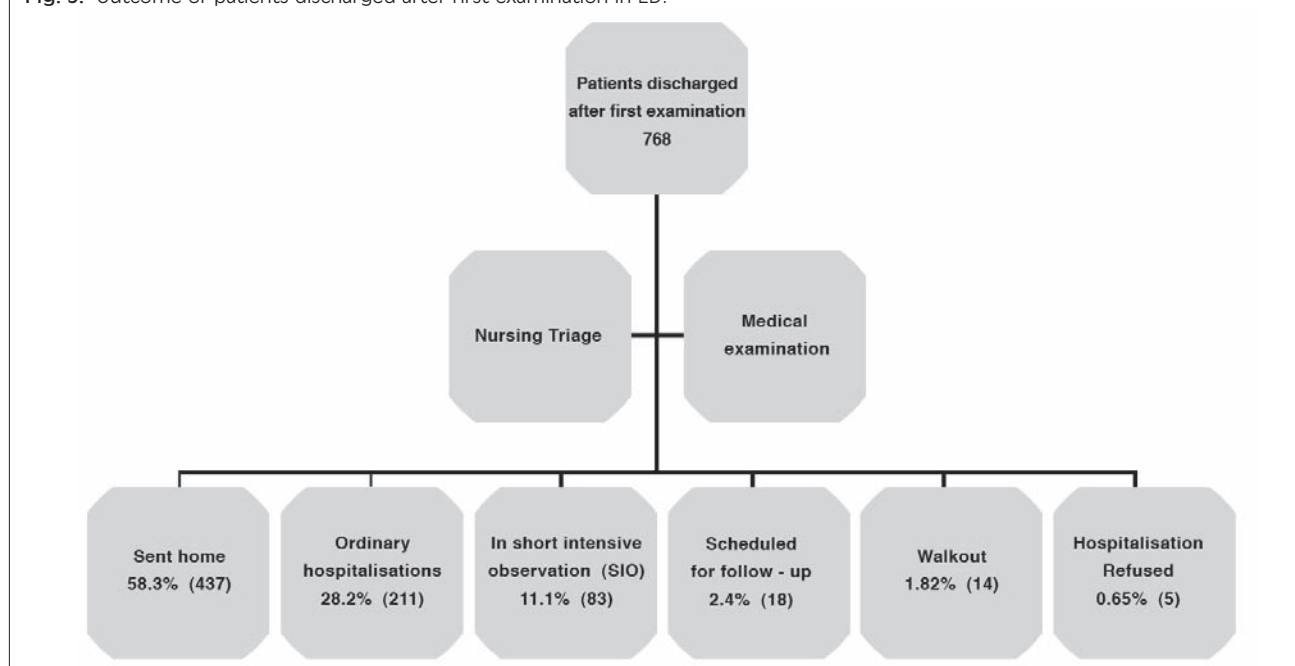 Fig. 3. Outcome of patients discharged after first examination in ED.
Patients discharged
after first examination
768
Nursing Triage
Medical
examination
Sent home
58.3% (437)
Ordinary
hospitalisations
28.2% (211)
In short intensive
observation (SIO)
11.1% (83)
Scheduled
for follow - up
2.4% (18)
Walkout
1.82% (14)
Hospitalisation
Refused
0.65% (5)